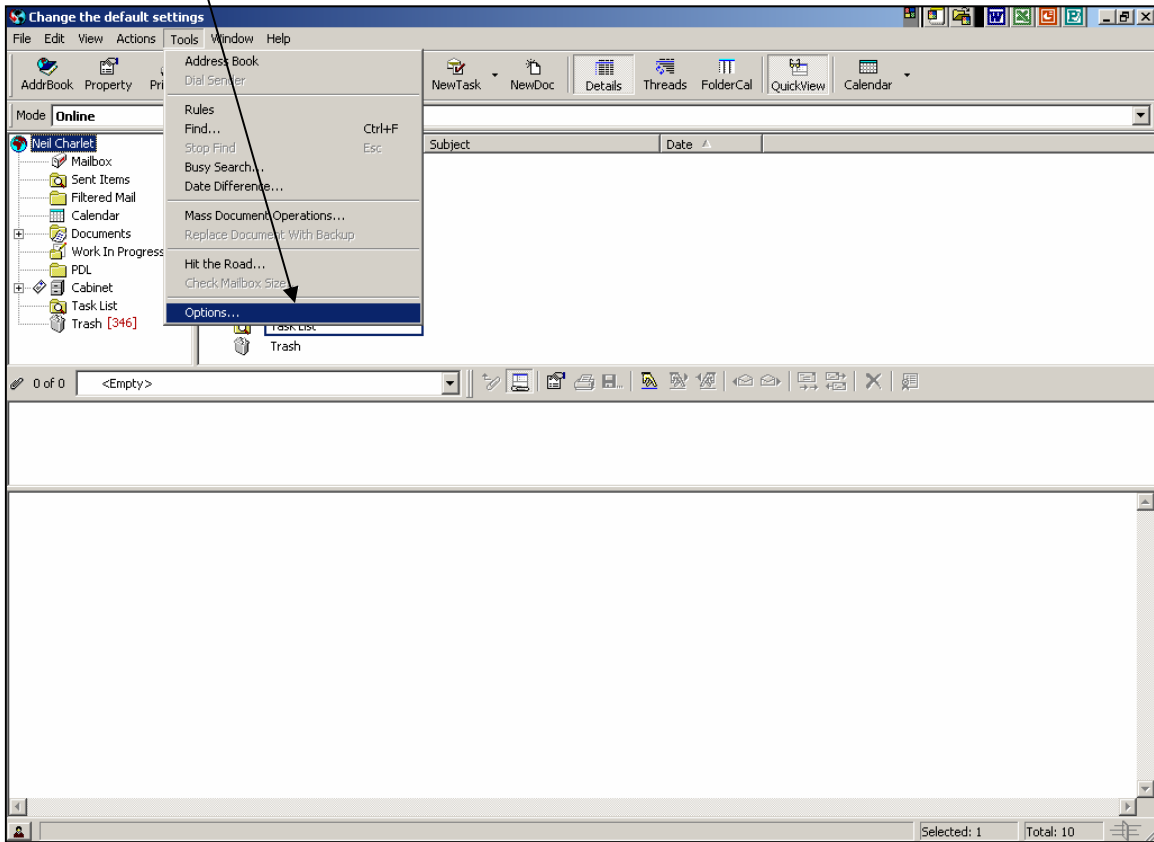 Change the default settings
File Edit View Actions Tools Window Help
AddrBook Property NewTask NewDoc Details Threads FolderCal QuickView Calendar
Address Book
Dial Sender
Mode Online
Rules
Find... Ctrl+F
Stop Find Esc
Busy Search...
Date Difference...
Mass Document Operations...
Replace Document With Backup
Hit the Road...
Check Mailbox Size
Options...
Neil Charlet
Mailbox
Sent Items
Filtered Mail
Calendar
Documents
Work In Progress
PDL
Cabinet
Task List
Trash [346]
Subject Date
Task List
Trash
0 of 0 <Empty>
Selected: 1 Total: 10